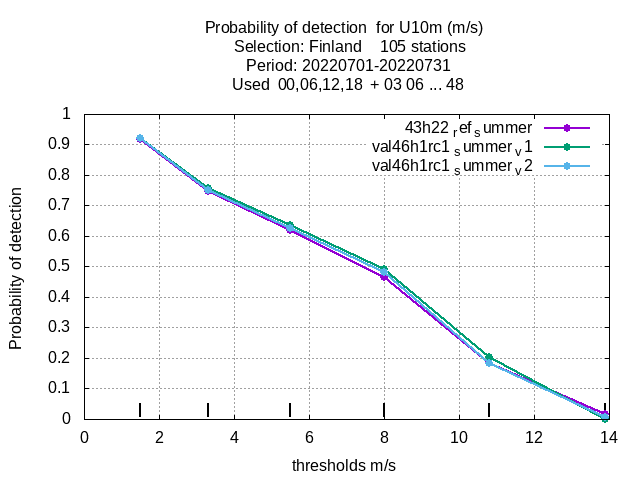 Probability of detection  for U10m (m/s)
Selection: Finland    105 stations
Period: 20220701-20220731
Used  00,06,12,18  + 03 06 ... 48
43h22 ref summer
val46h1rc1 summer v1
val46h1rc1 summer v2
Probability of detection
1
0.9
0.8
0.7
0.6
0.5
0.4
0.3
0.2
0.1
0
0 2 4 6 8 10 12 14
thresholds m/s